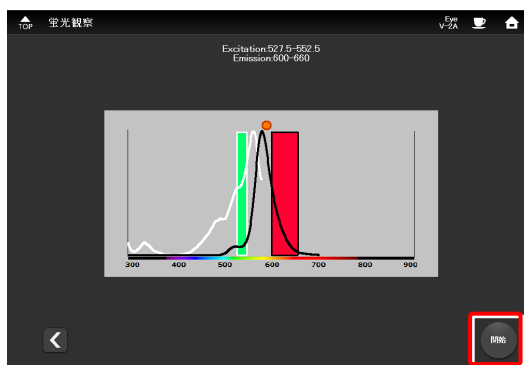 TOP 蛍光観察 Eye V-2A
Excitation:527.5-552.5
Emission:600-660
300 400 500 600 700 800 900
開始